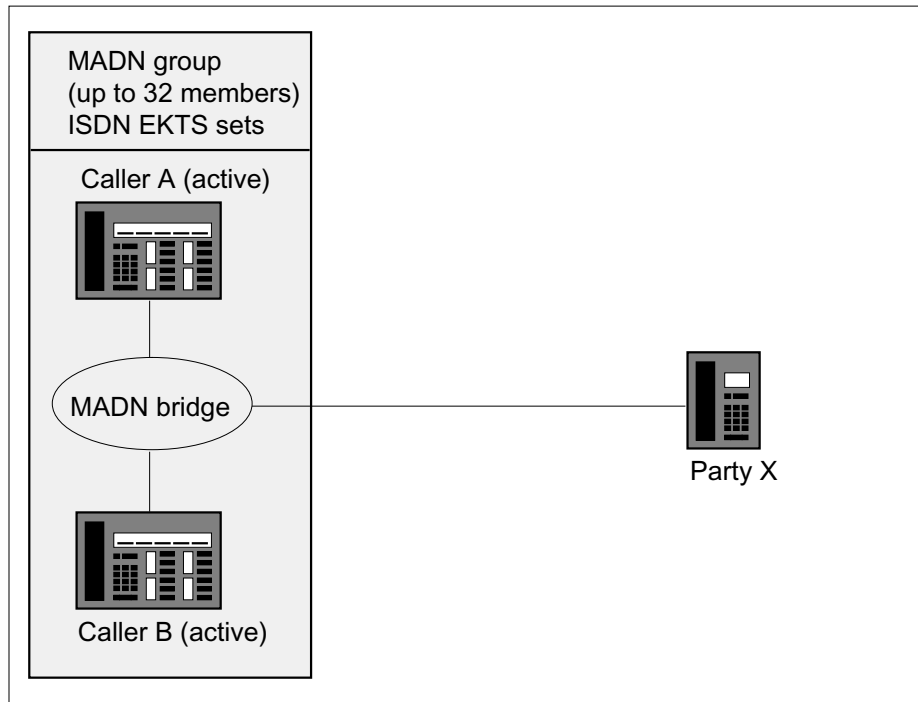 MADN group
(up to 32 members)
ISDN EKTS sets
Caller A (active)
MADN bridge
Party X
Caller B (active)